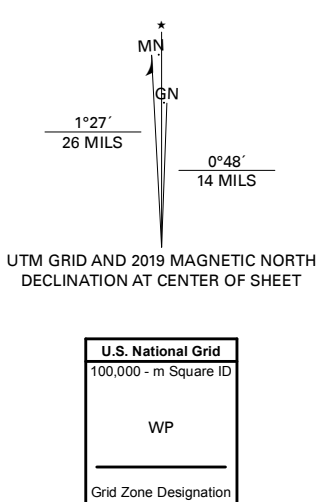 ★
MN
GN
1°27´
26 MILS
0°48´
14 MILS
UTM GRID AND 2019 MAGNETIC NORTH
DECLINATION AT CENTER OF SHEET
U.S. National Grid
100,000 - m Square ID
WP
Grid Zone Designation